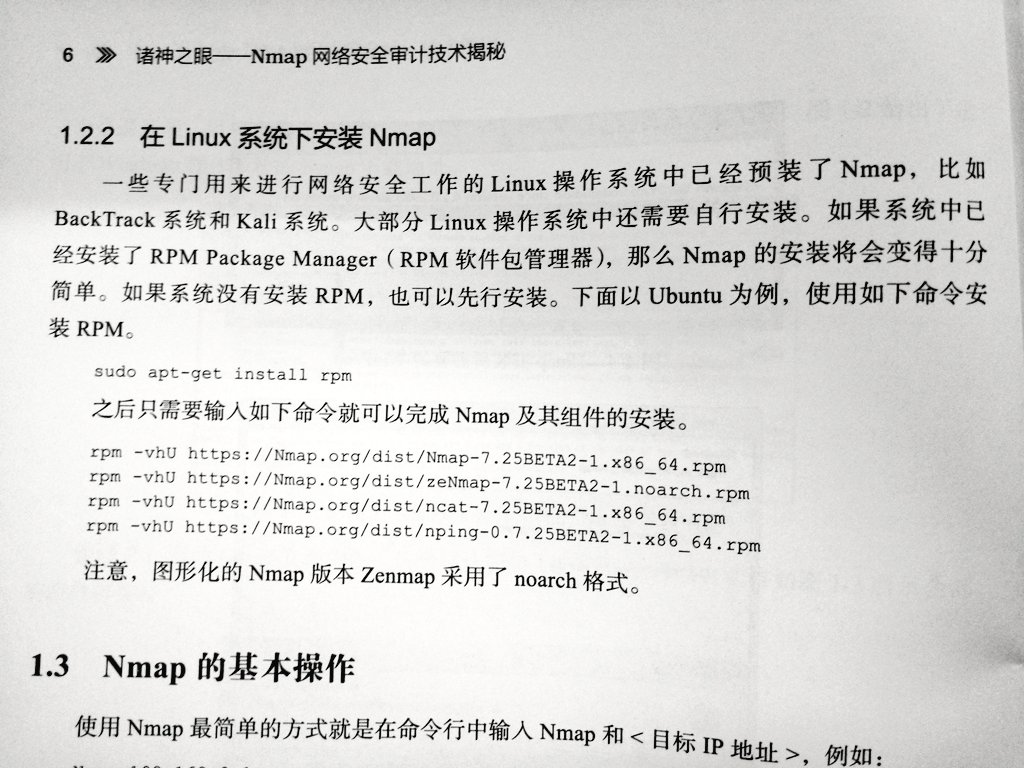 6 诸神之眼——Nmap 网络安全审计技术揭秘
1.2.2 在 Linux 系统下安装 Nmap
一些专门用来进行网络安全工作的 Linux 操作系统中已经预装了 Nmap，比如
BackTrack 系统和 Kali 系统。大部分 Linux 操作系统中还需要自行安装。如果系统中已
经安装了 RPM Package Manager（RPM 软件包管理器），那么 Nmap 的安装将会变得十分
简单。如果系统没有安装 RPM，也可以先行安装。下面以 Ubuntu 为例，使用如下命令安
装 RPM。
sudo apt-get install rpm
之后只需要输入如下命令就可以完成 Nmap 及其组件的安装。
rpm -vhU https://Nmap.org/dist/Nmap-7.25BETA2-1.x86_64.rpm
rpm -vhU https://Nmap.org/dist/zeNmap-7.25BETA2-1.noarch.rpm
rpm -vhU https://Nmap.org/dist/ncat-7.25BETA2-1.x86_64.rpm
rpm -vhU https://Nmap.org/dist/nping-0.7.25BETA2-1.x86_64.rpm
注意，图形化的 Nmap 版本 Zenmap 采用了 noarch 格式。
1.3 Nmap 的基本操作
使用 Nmap 最简单的方式就是在命令行中输入 Nmap 和 < 目标 IP 地址 >，例如：